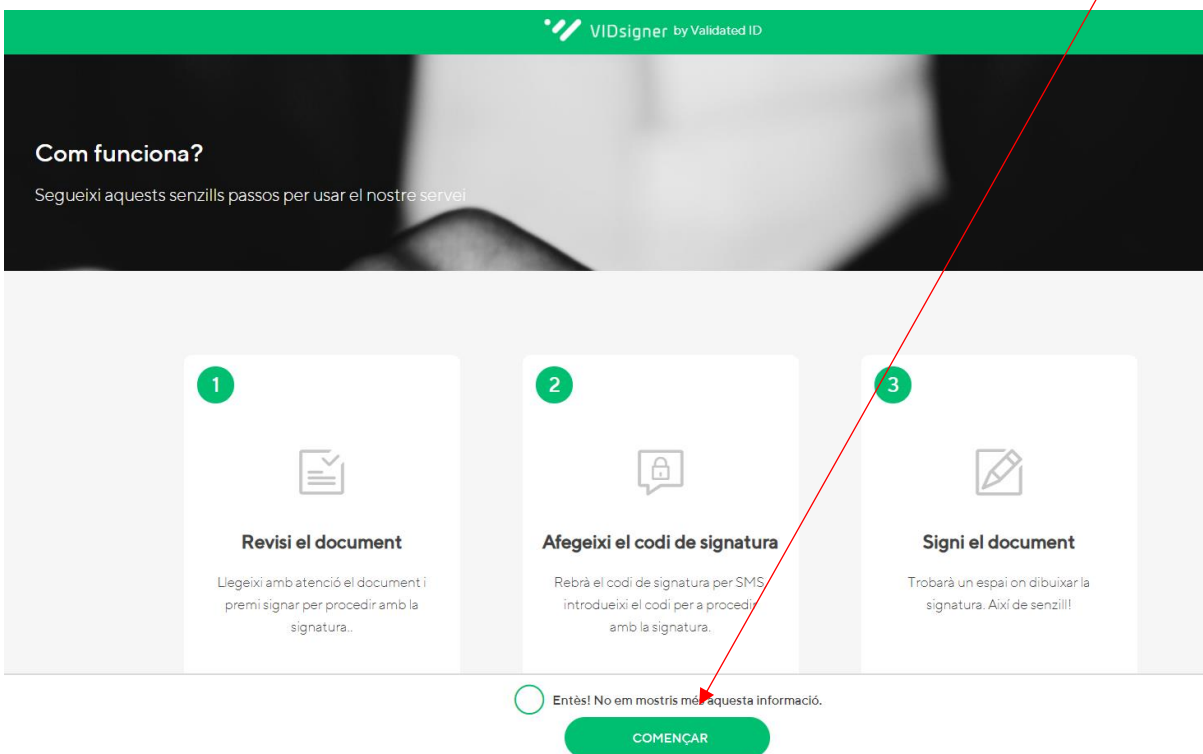 VIDsigner by Validated ID
Com funciona?
Segueixi aquests senzills passos per usar el nostre servei
1
2
3
Revisi el document
Llegeixi amb atenció el document i
premi signar per procedir amb la
signatura..
Afegeixi el codi de signatura
Rebrà el codi de signatura per SMS,
introdueixi el codi per a procedir
amb la signatura.
Signi el document
Trobarà un espai on dibuixar la
signatura. Així de senzill!
Entès! No em mostris més aquesta informació.
COMENÇAR